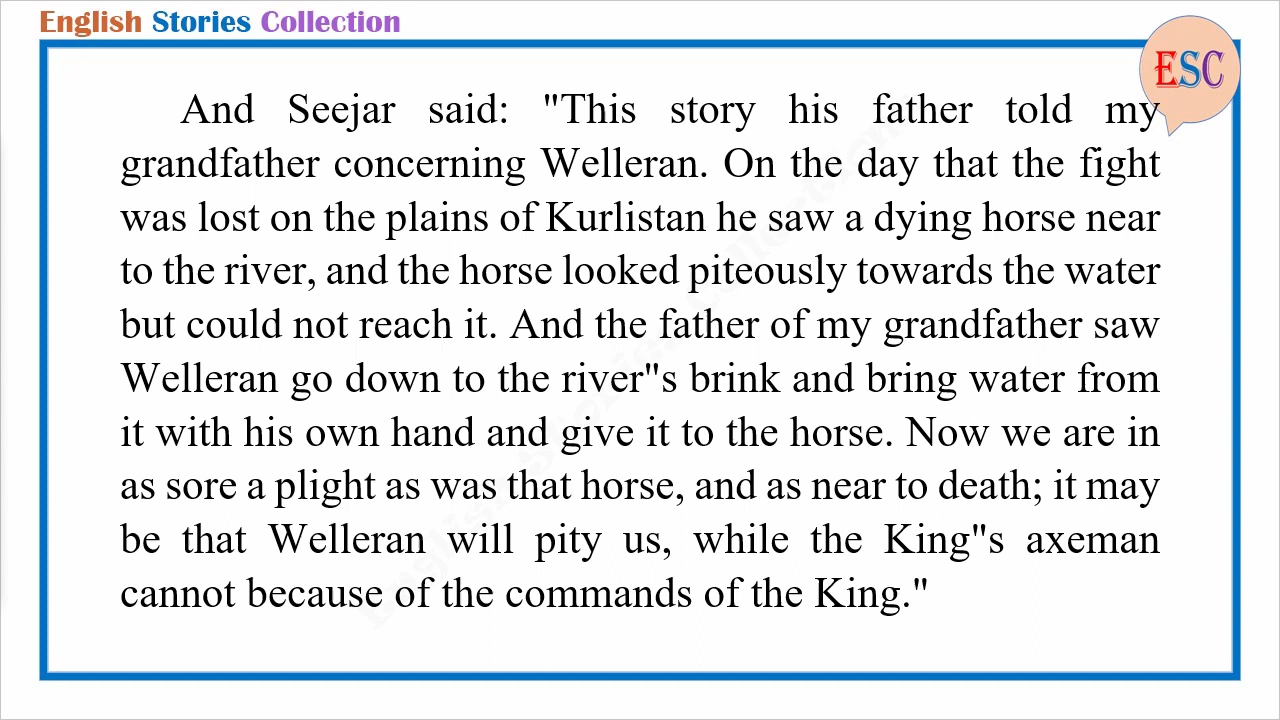 English Stories Collection
ESC
And Seejar said: "This story his father told my
grandfather concerning Welleran. On the day that the fight
was lost on the plains of Kurlistan he saw a dying horse near
to the river, and the horse looked piteously towards the water
but could not reach it. And the father of my grandfather saw
Welleran go down to the river"s brink and bring water from
it with his own hand and give it to the horse. Now we are in
as sore a plight as was that horse, and as near to death; it may
be that Welleran will pity us, while the King"s axeman
cannot because of the commands of the King."
English Stories Collection